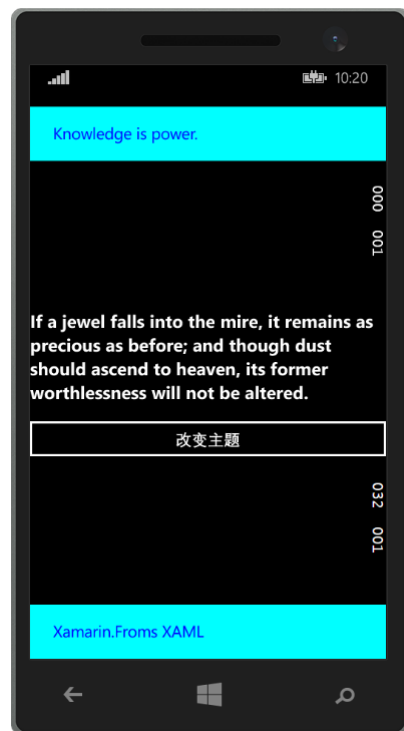 10:20
Knowledge is power.
000 001
If a jewel falls into the mire, it remains as
precious as before; and though dust
should ascend to heaven, its former
worthlessness will not be altered.
改变主题
032 001
Xamarin.Froms XAML